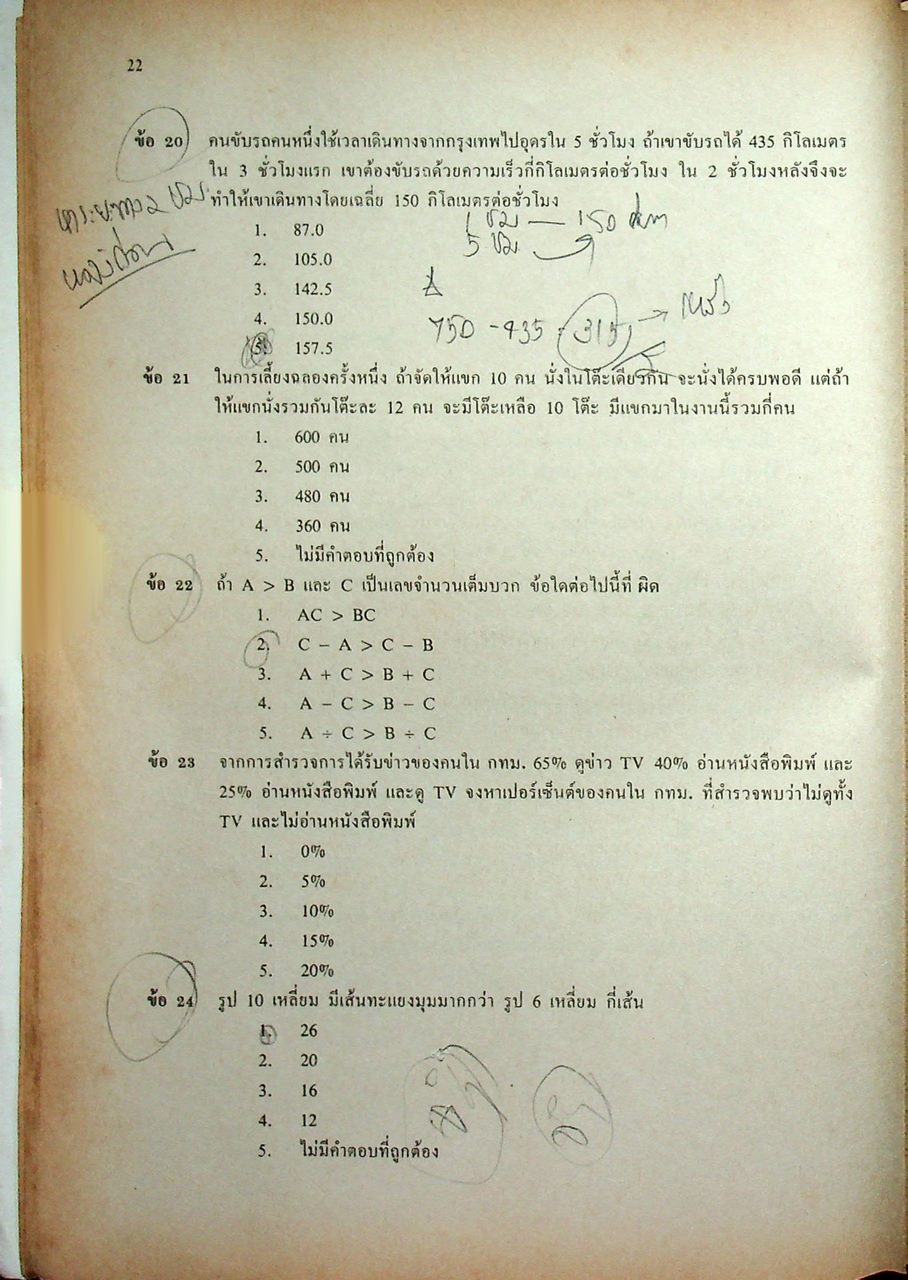 22
ข้อ 20 คนขับรถคนหนึ่งใช้เวลาเดินทางจากกรุงเทพไปอุดรใน 5 ชั่วโมง ถ้าเขาขับรถได้ 435 กิโลเมตร
ใน 3 ชั่วโมงแรก เขาต้องขับรถด้วยความเร็วกี่กิโลเมตรต่อชั่วโมง ใน 2 ชั่วโมงหลังจึงจะ
ทำให้เขาเดินทางโดยเฉลี่ย 150 กิโลเมตรต่อชั่วโมง
1 ชม — 150
1. 87.0
5 ชม
2. 105.0
3. 142.5
4. 150.0
750 - 435 = 315 →
5. 157.5
ข้อ 21 ในการเลี้ยงฉลองครั้งหนึ่ง ถ้าจัดให้แขก 10 คน นั่งในโต๊ะเดียวกัน จะนั่งได้ครบพอดี แต่ถ้า
ให้แขกนั่งรวมกันโต๊ะละ 12 คน จะมีโต๊ะเหลือ 10 โต๊ะ มีแขกมาในงานนี้รวมกี่คน
1. 600 คน
2. 500 คน
3. 480 คน
4. 360 คน
5. ไม่มีคำตอบที่ถูกต้อง
ข้อ 22 ถ้า A > B และ C เป็นเลขจำนวนเต็มบวก ข้อใดต่อไปนี้ที่ ผิด
1. AC > BC
2. C – A > C – B
3. A + C > B + C
4. A – C > B – C
5. A ÷ C > B ÷ C
ข้อ 23 จากการสำรวจการได้รับข่าวของคนใน กทม. 65% ดูข่าว TV 40% อ่านหนังสือพิมพ์ และ
25% อ่านหนังสือพิมพ์ และดู TV จงหาเปอร์เซ็นต์ของคนใน กทม. ที่สำรวจพบว่าไม่ดูทั้ง
TV และไม่อ่านหนังสือพิมพ์
1. 0%
2. 5%
3. 10%
4. 15%
5. 20%
ข้อ 24 รูป 10 เหลี่ยม มีเส้นทะแยงมุมมากกว่า รูป 6 เหลี่ยม กี่เส้น
1. 26
2. 20
3. 16
4. 12
5. ไม่มีคำตอบที่ถูกต้อง